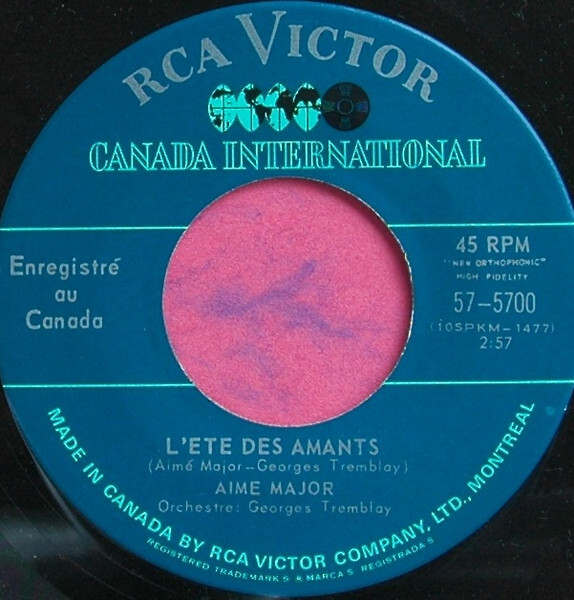 RCA VICTOR
CANADA INTERNATIONAL
Enregistré
au
Canada
45 RPM
"NEW ORTHOPHONIC"
HIGH FIDELITY
57-5700
(10SPKM-1477)
2:57
L'ETE DES AMANTS
(Aimé Major-Georges Tremblay)
AIME MAJOR
Orchestre: Georges Tremblay
MADE IN CANADA BY RCA VICTOR COMPANY, LTD., MONTREAL
REGISTERED TRADEMARKS & MARCAS REGISTRADAS